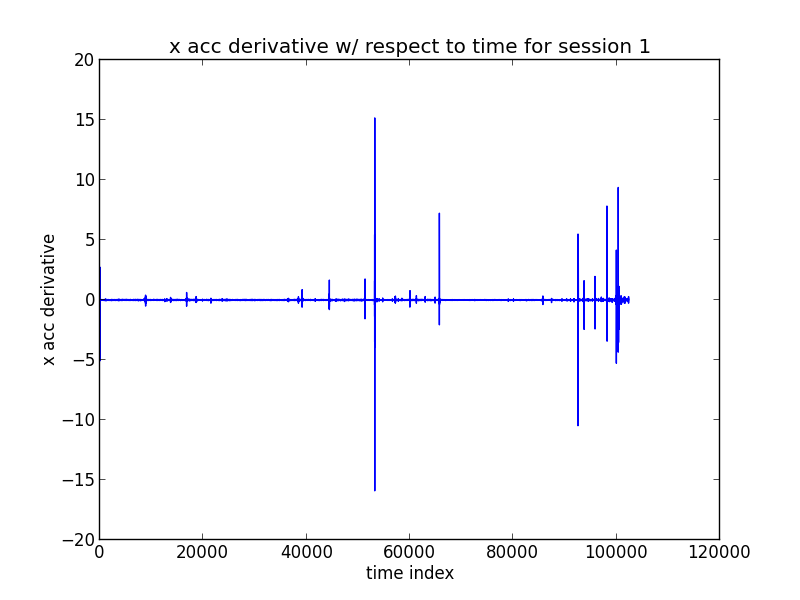 x acc derivative w/ respect to time for session 1
20
15
10
5
0
−5
−10
−15
−20
x acc derivative
0 20000 40000 60000 80000 100000 120000
time index